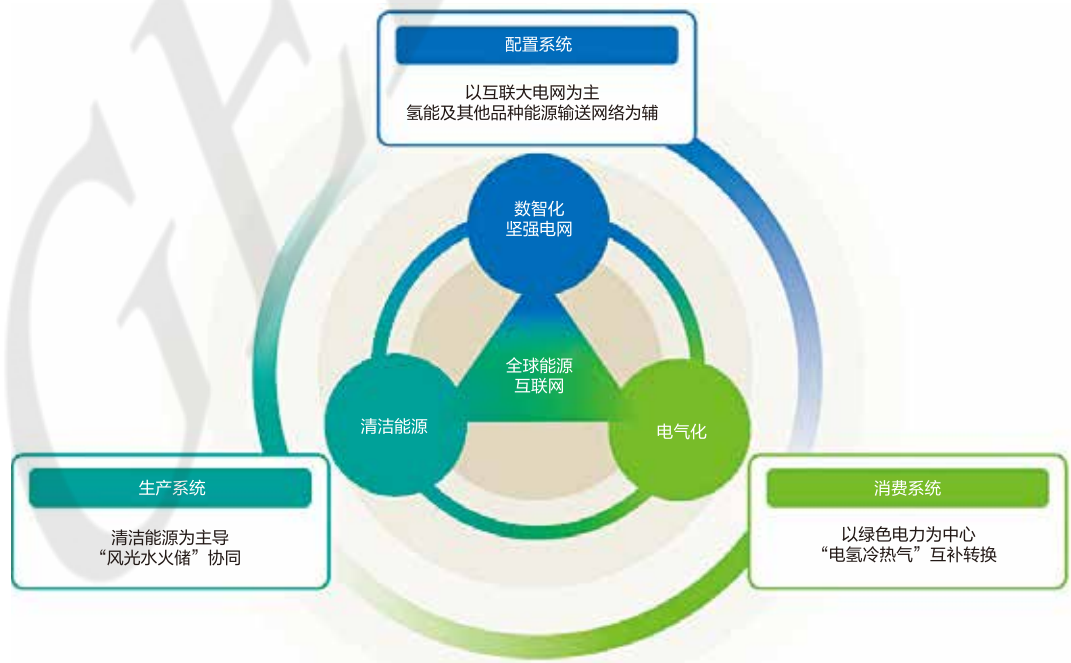 配置系统
以互联大电网为主
氢能及其他品种能源输送网络为辅
数智化
坚强电网
全球能源
互联网
清洁能源
电气化
生产系统
清洁能源为主导
“风光水火储”协同
消费系统
以绿色电力为中心
“电氢冷热气”互补转换